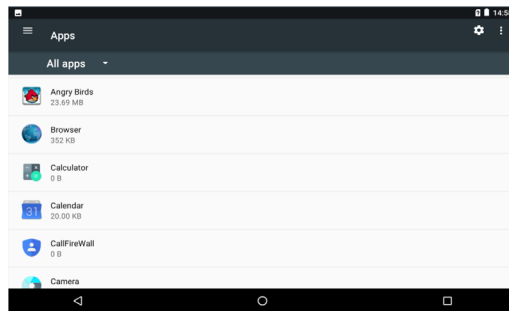 14:5
Apps
All apps
Angry Birds
23.69 MB
Browser
352 KB
Calculator
0 B
Calendar
31
20.00 KB
CallFireWall
0 B
Camera